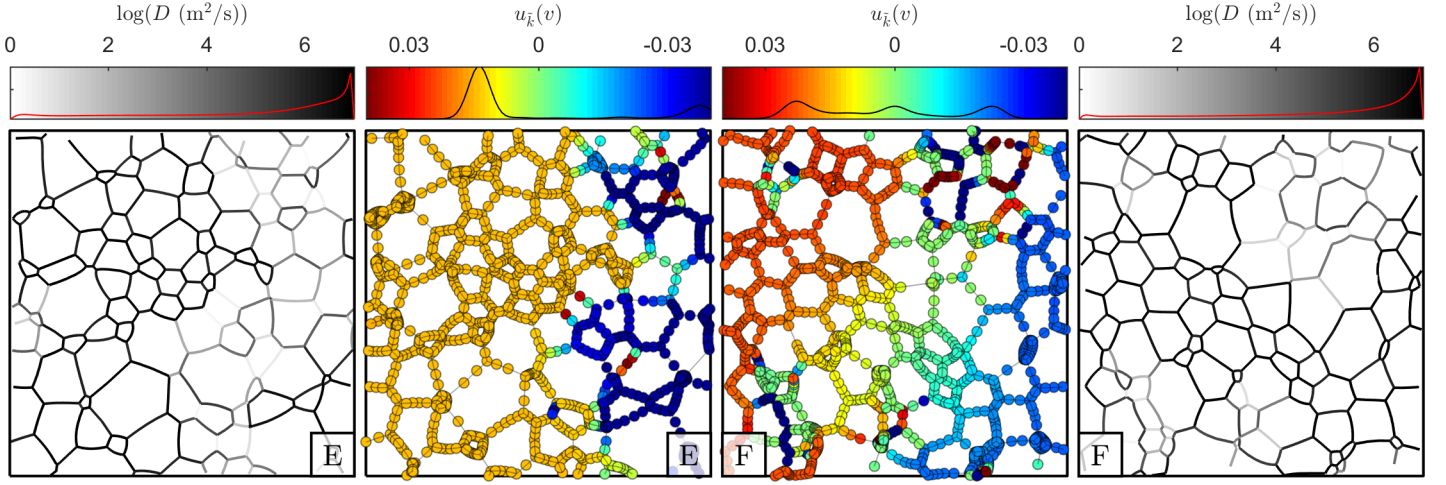 log(D (m²/s)) u_k̃(v) u_k̃(v) log(D (m²/s))
0 2 4 6 0.03 0 -0.03 0.03 0 -0.03 0 2 4 6
E E F F